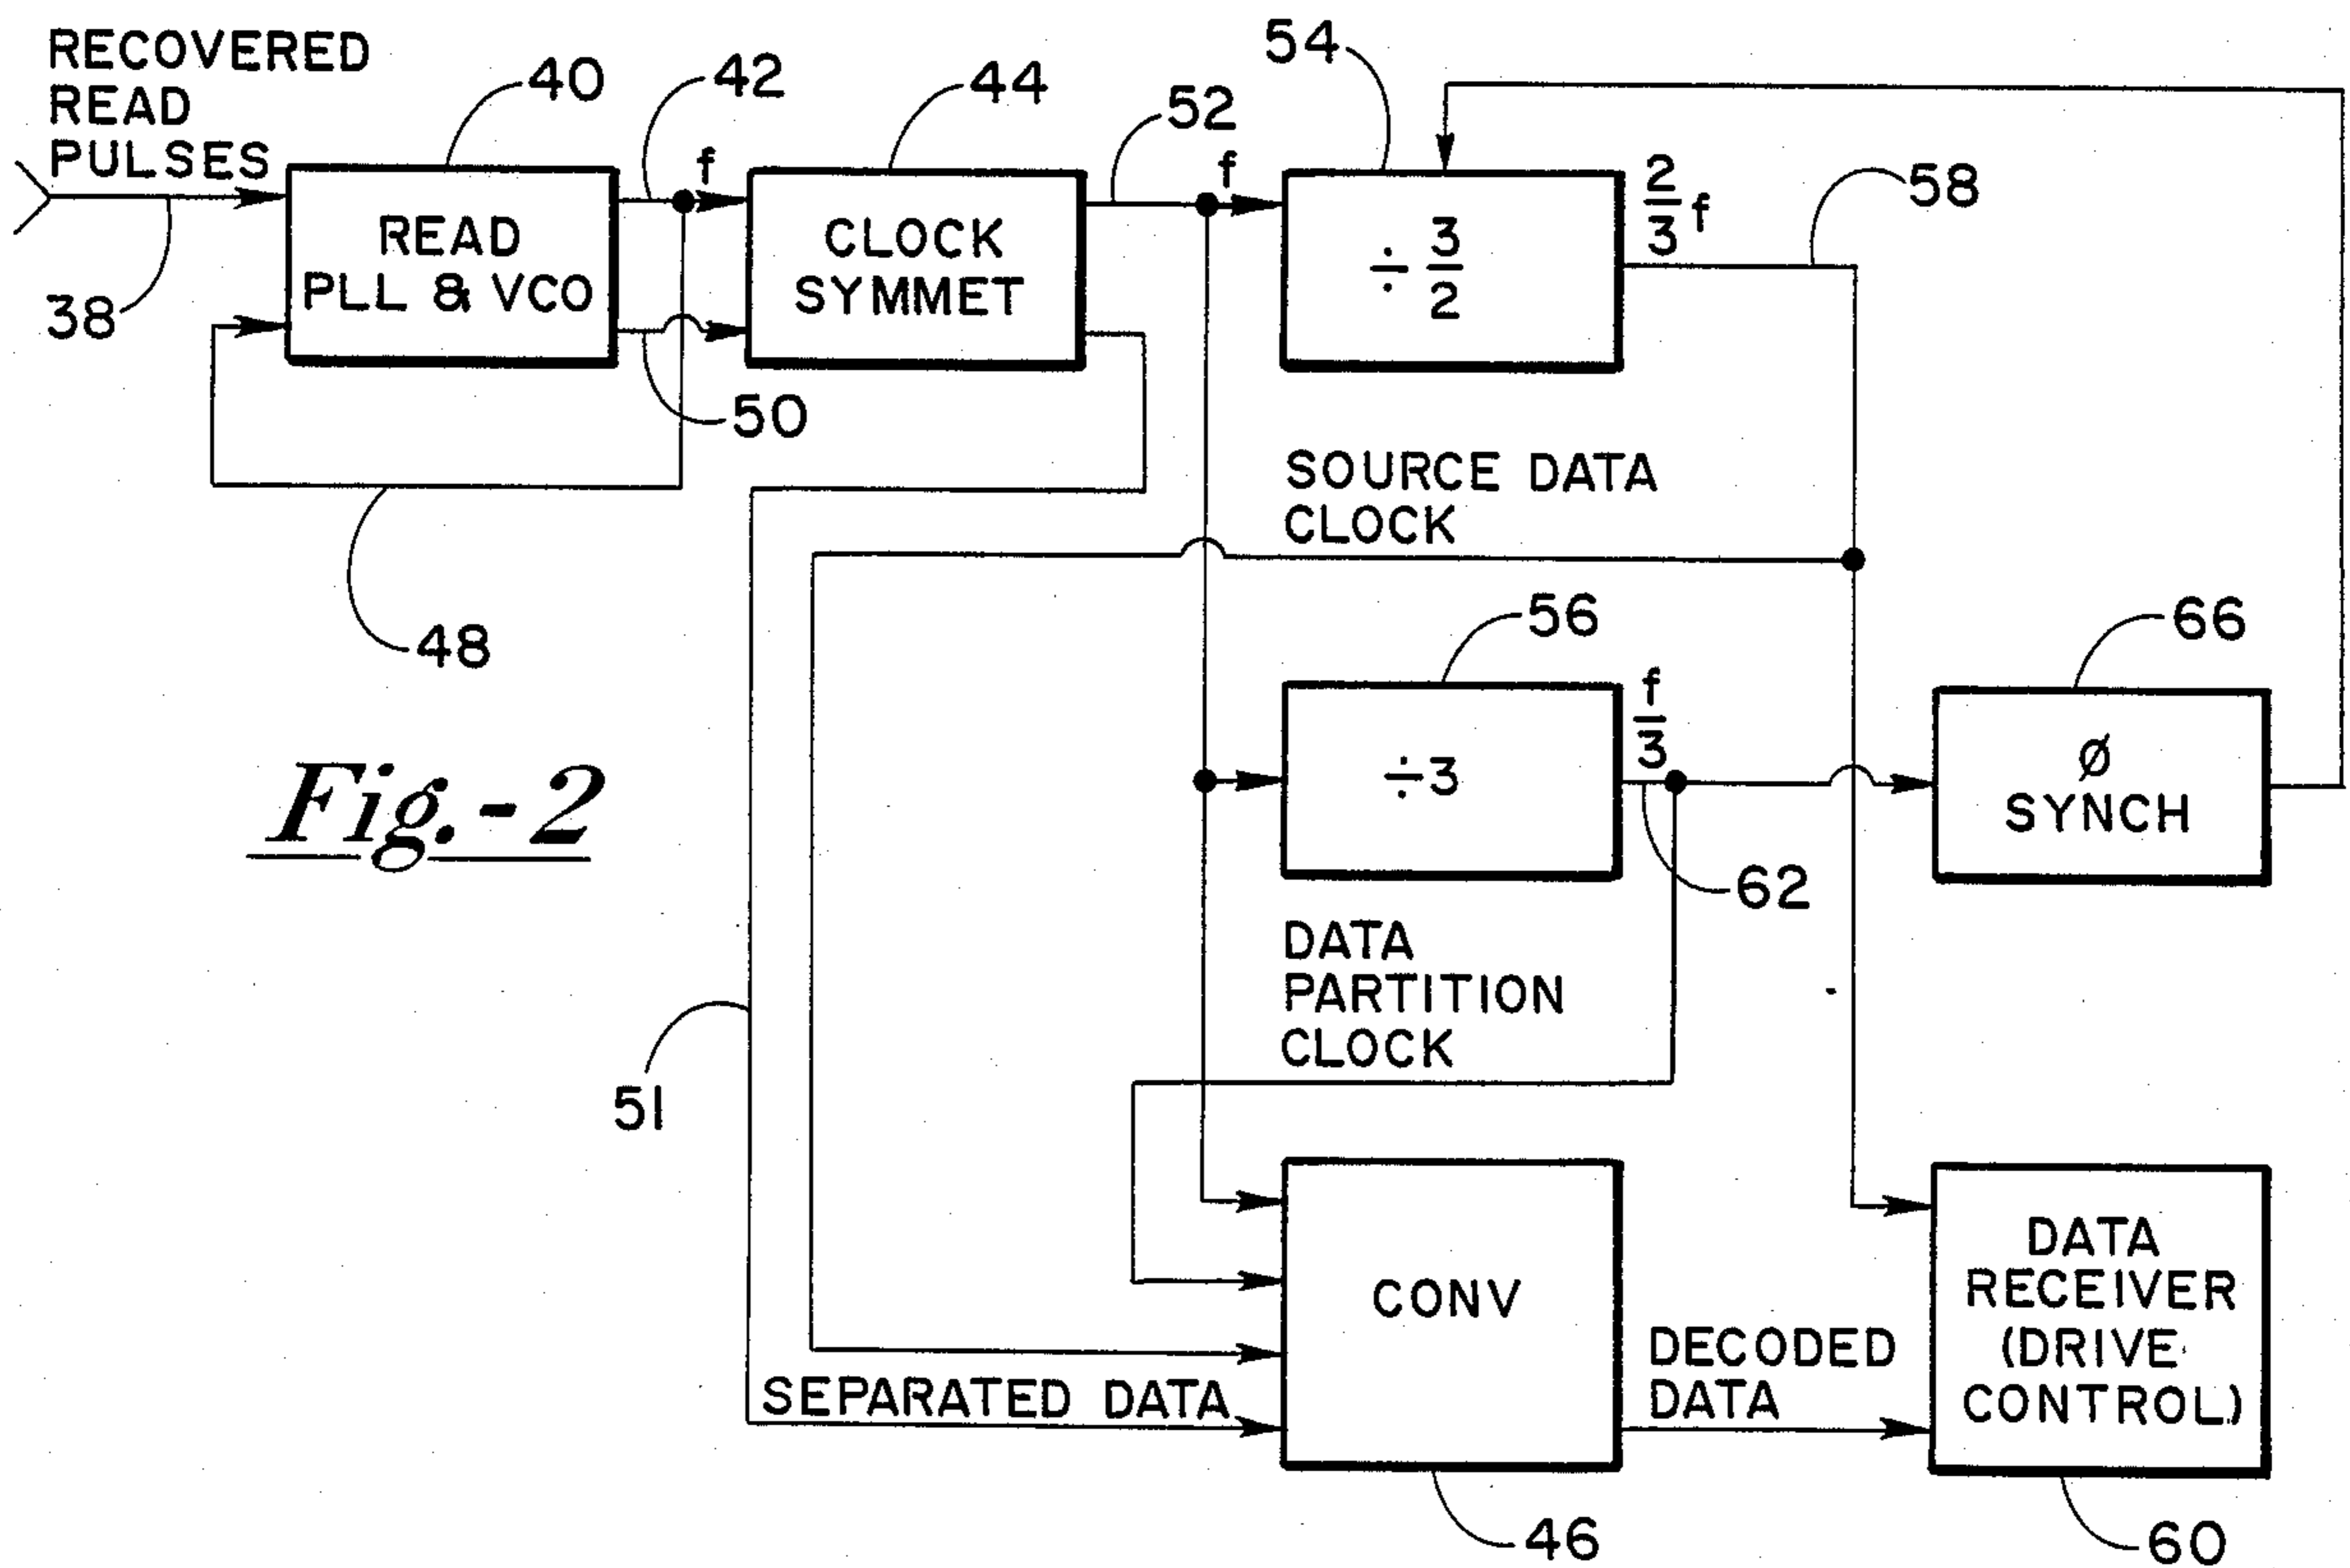 RECOVERED
READ
PULSES
40
42
44
52
54
f
f
2/3 f
58
READ
PLL & VCO
CLOCK
SYMMET
÷ 3/2
38
50
48
SOURCE DATA
CLOCK
56
66
f/3
÷3
Ø
SYNCH
62
Fig.-2
DATA
PARTITION
CLOCK
51
CONV
DATA
RECEIVER
(DRIVE
CONTROL)
SEPARATED DATA
DECODED
DATA
46
60